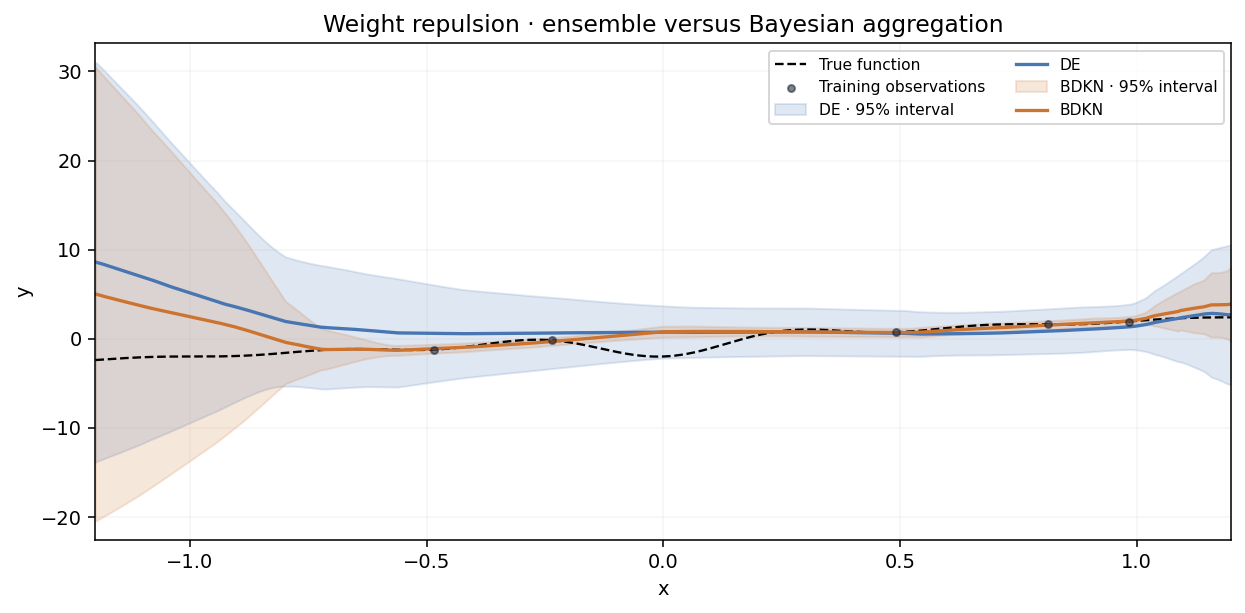 Weight repulsion · ensemble versus Bayesian aggregation
True function
Training observations
DE · 95% interval
DE
BDKN · 95% interval
BDKN
30
20
10
0
−10
−20
y
−1.0
−0.5
0.0
0.5
1.0
x